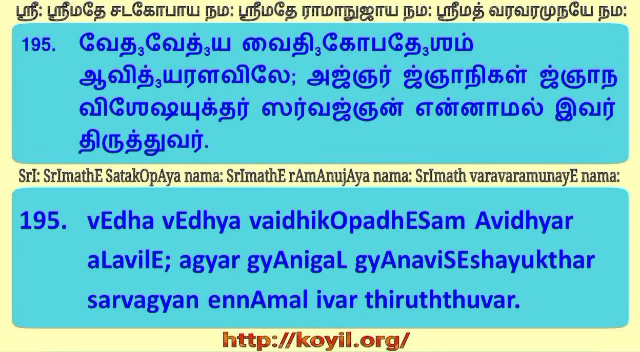 ஸ்ரீ: ஸ்ரீமதே சடகோபாய நம: ஸ்ரீமதே ராமாநுஜாய நம: ஸ்ரீமத் வரவரமுநயே நம:
195. வேத₃வேத்₃ய வைதி₃கோபதே₃ஶம்
ஆவித்₃யரளவிலே; அஜ்ஞர் ஜ்ஞாநிகள் ஜ்ஞாந
விஶேஷயுக்தர் ஸர்வஜ்ஞன் என்னாமல் இவர்
திருத்துவர்.
SrI: SrImathE SatakOpAya nama: SrImathE rAmAnujAya nama: SrImath varavaramunayE nama:
195. vEdha vEdhya vaidhikOpadhESam Avidhyar
aLavilE; agyar gyAnigaL gyAnaviSEshayukthar
sarvagyan ennAmal ivar thiruththuvar.
http://koyil.org/